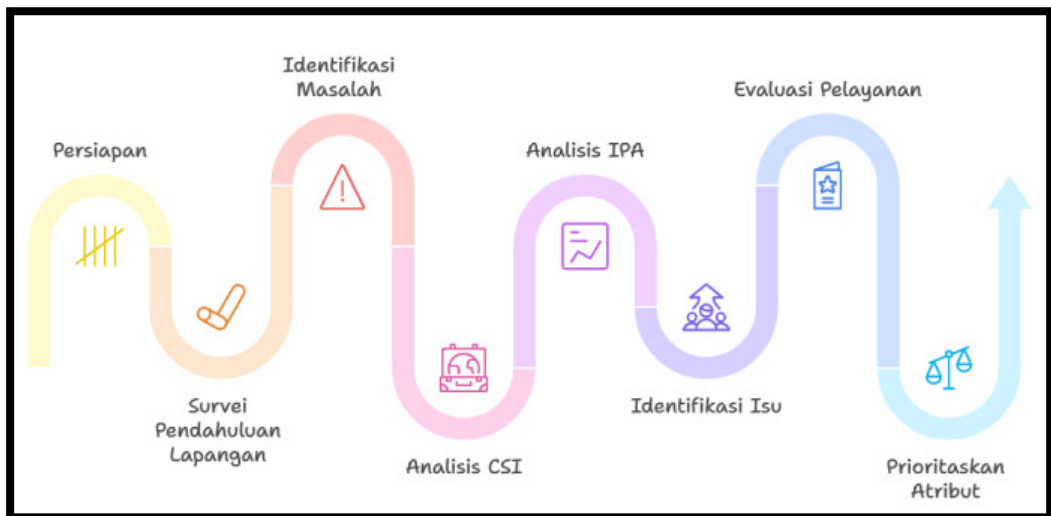 Persiapan
Survei
Pendahuluan
Lapangan
Identifikasi
Masalah
Analisis CSI
Analisis IPA
Identifikasi Isu
Evaluasi Pelayanan
Prioritaskan
Atribut